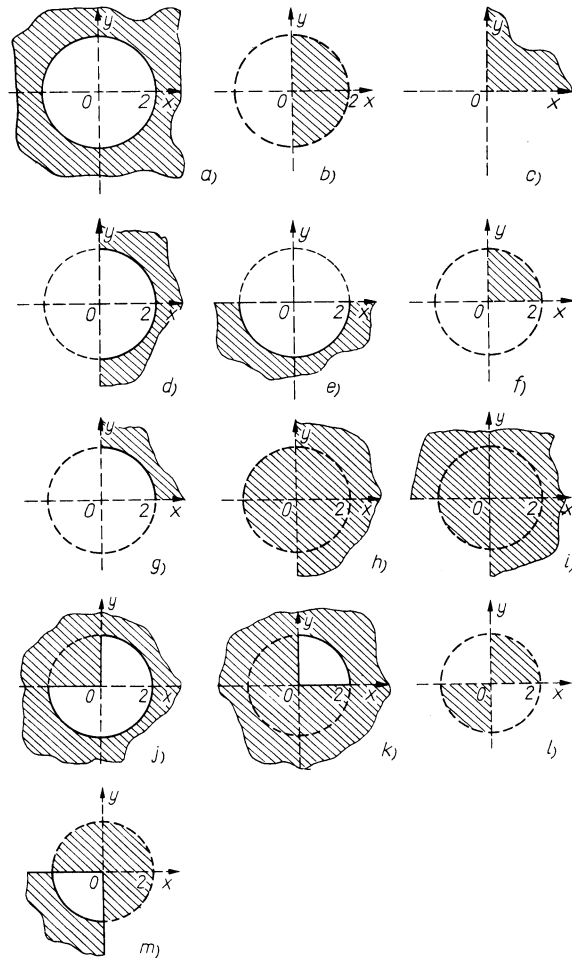 y y y
0 2 x 0 2 x 0 x
a) b) c)
y y y
0 2 x 0 2 x 0 2 x
d) e) f)
y y y
0 2 x 0 2 x 0 2 x
g) h) i)
y y y
0 2 x 0 2 x 0 2 x
j) k) l)
y
0 2 x
m)